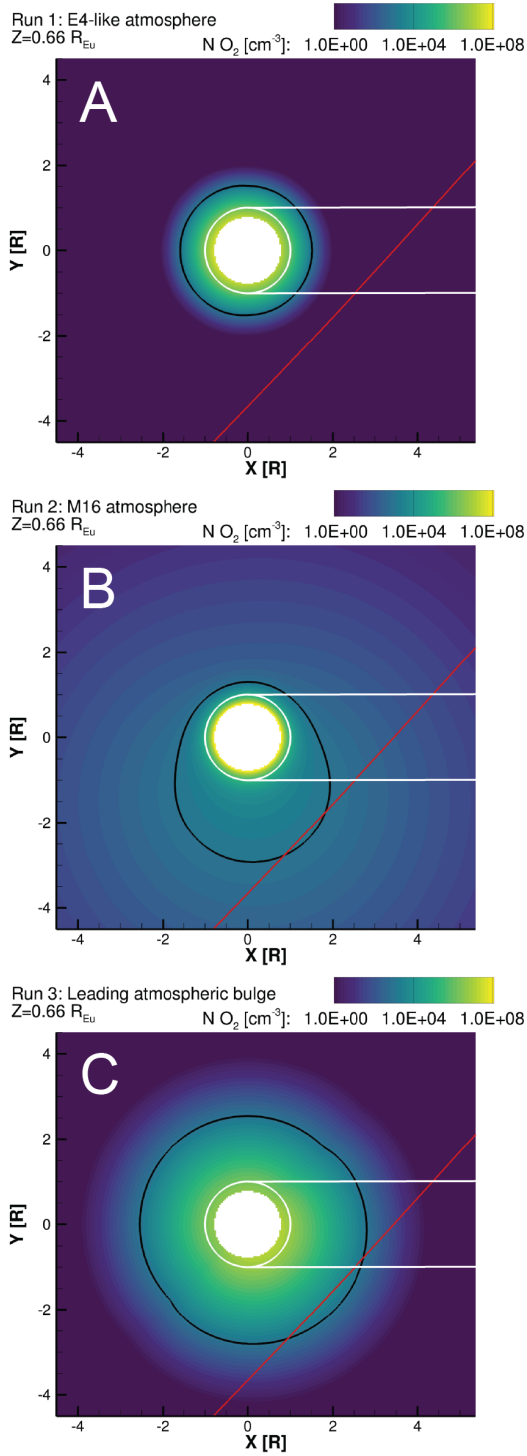 Run 1: E4-like atmosphere
Z=0.66 R_Eu N O₂ [cm⁻³]: 1.0E+00 1.0E+04 1.0E+08
A
4
2
0
-2
-4
Y [R]
-4 -2 0 2 4
X [R]
Run 2: M16 atmosphere
Z=0.66 R_Eu N O₂ [cm⁻³]: 1.0E+00 1.0E+04 1.0E+08
B
4
2
0
-2
-4
Y [R]
-4 -2 0 2 4
X [R]
Run 3: Leading atmospheric bulge
Z=0.66 R_Eu N O₂ [cm⁻³]: 1.0E+00 1.0E+04 1.0E+08
C
4
2
0
-2
-4
Y [R]
-4 -2 0 2 4
X [R]